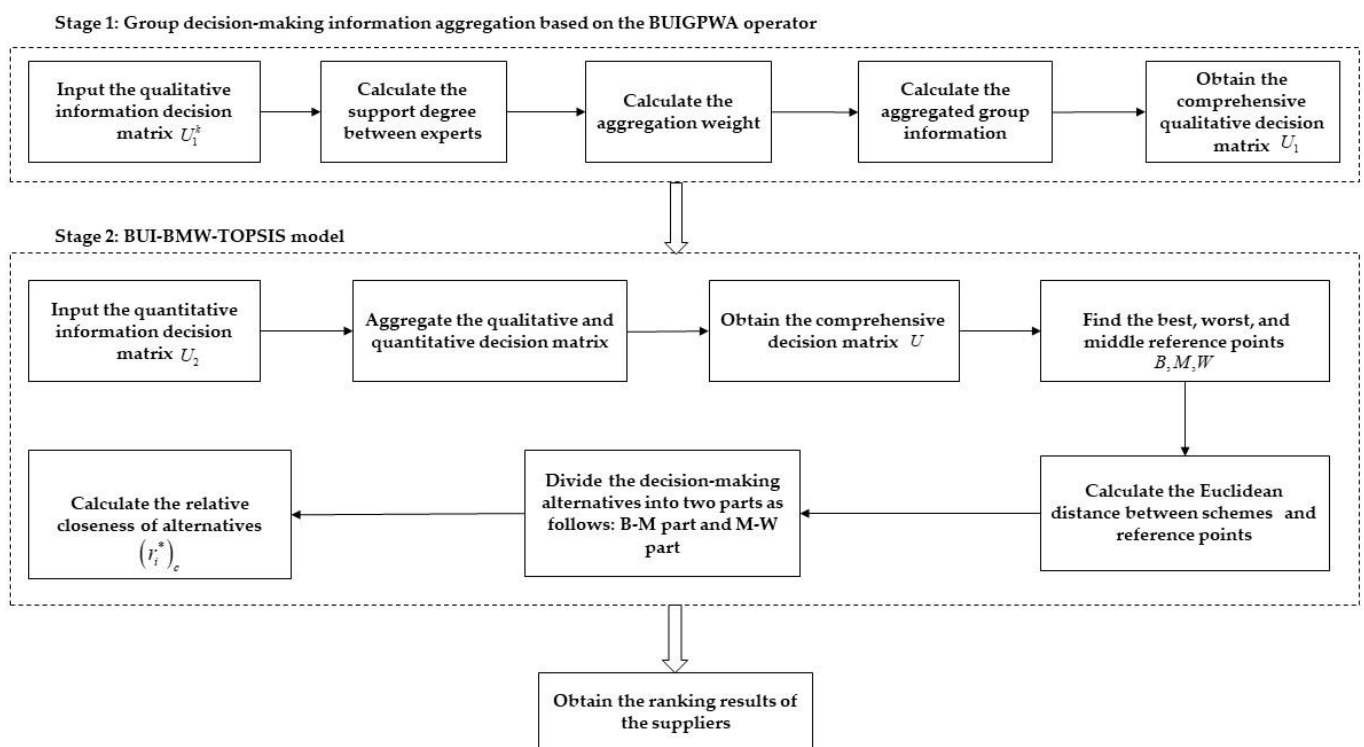 Stage 1: Group decision-making information aggregation based on the BUIGPWA operator
Input the qualitative
information decision
matrix U₁ᵏ
Calculate the
support degree
between experts
Calculate the
aggregation weight
Calculate the
aggregated group
information
Obtain the
comprehensive
qualitative decision
matrix U₁
Stage 2: BUI-BMW-TOPSIS model
Input the quantitative
information decision
matrix U₂
Aggregate the qualitative and
quantitative decision matrix
Obtain the comprehensive
decision matrix U
Find the best, worst, and
middle reference points
B,M,W
Calculate the Euclidean
distance between schemes and
reference points
Divide the decision-making
alternatives into two parts as
follows: B-M part and M-W
part
Calculate the relative
closeness of alternatives
(rᵢ*)c
Obtain the ranking results of
the suppliers